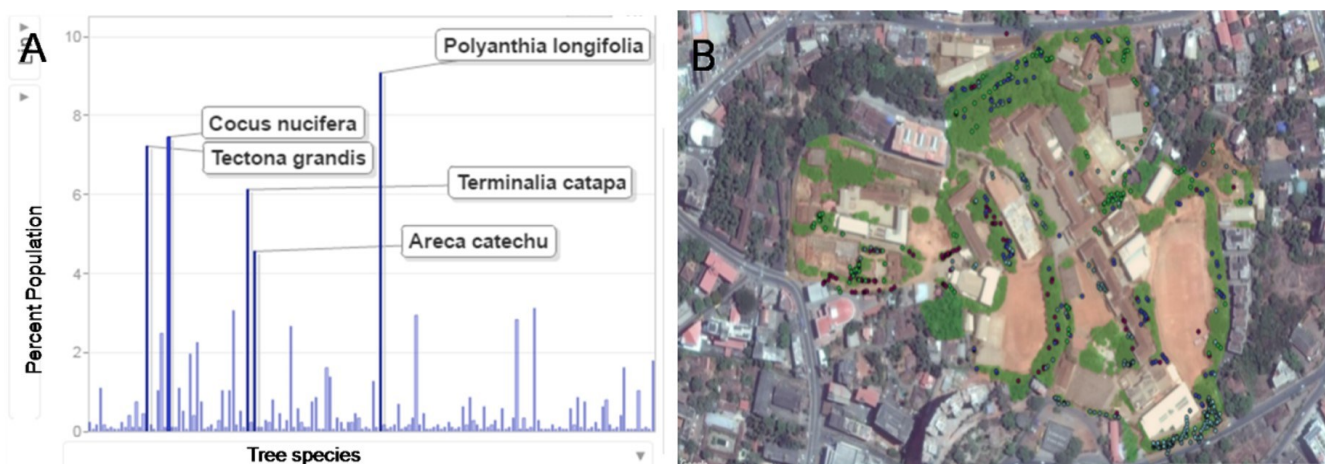 A
10
8
6
4
2
0
Percent Population
Polyanthia longifolia
Cocus nucifera
Tectona grandis
Terminalia catapa
Areca catechu
Tree species
B